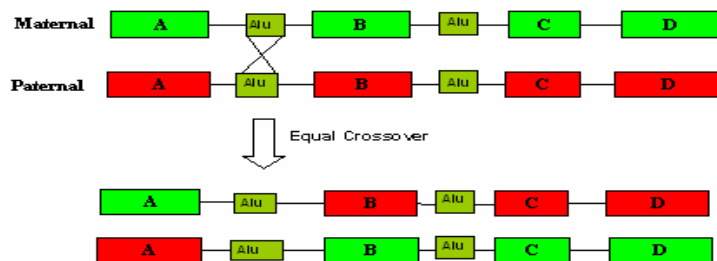 Maternal A Alu B Alu C D
Paternal A Alu B Alu C D
Equal Crossover
A Alu B Alu C D
A Alu B Alu C D